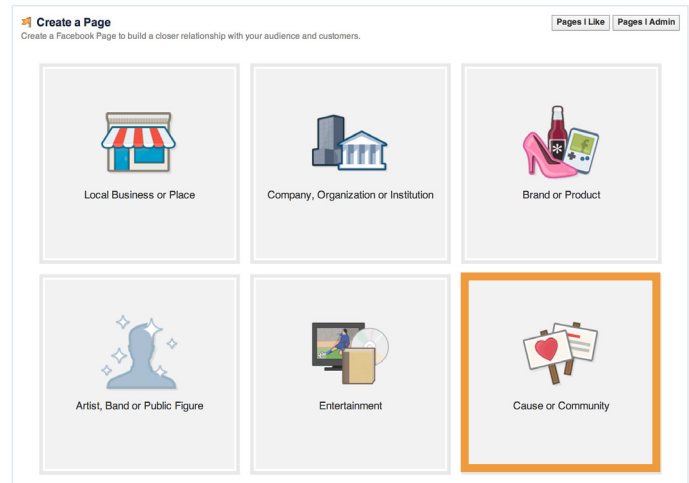 Create a Page
Pages I Like
Pages I Admin
Create a Facebook Page to build a closer relationship with your audience and customers.
Local Business or Place
Company, Organization or Institution
Brand or Product
Artist, Band or Public Figure
Entertainment
Cause or Community